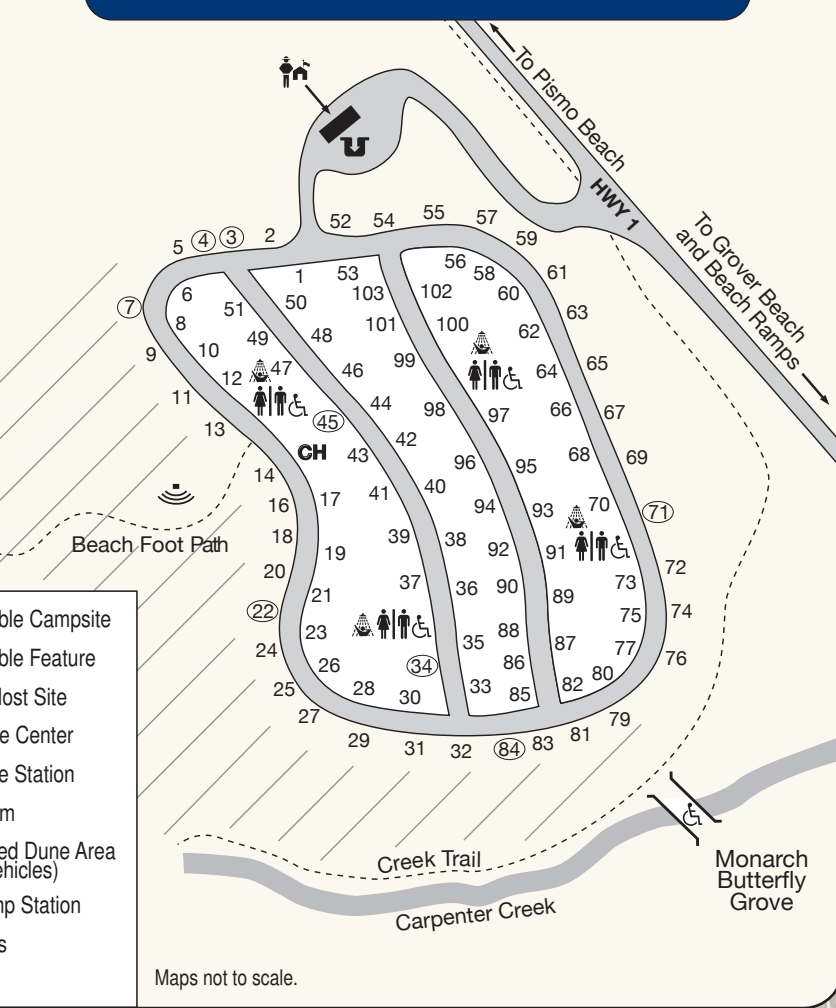 To Pismo Beach
HWY 1
To Grover Beach
and Beach Ramps
52 54 55 57 59 61 63 65 67 69 71 72 74 76 79 81 83 84 32 31 29 27 25 24 22 20 18 16 14 13 11 9 7 5 4 3 2
6 8 10 12 51 49 47 45 43 41 39 37 34 30 28 26 23 21 19 17
CH
1 53 103 50 48 101 46 99 44 98 42 96 40 94 38 92 36 90 35 88 86 33 85
56 58 102 60 100 62 64 97 66 95 68 93 70 91 73 89 75 87 77 80 82
Beach Foot Path
ble Campsite
ble Feature
Host Site
e Center
e Station
m
ed Dune Area
ehicles)
np Station
s
Creek Trail
Carpenter Creek
Monarch
Butterfly
Grove
Maps not to scale.